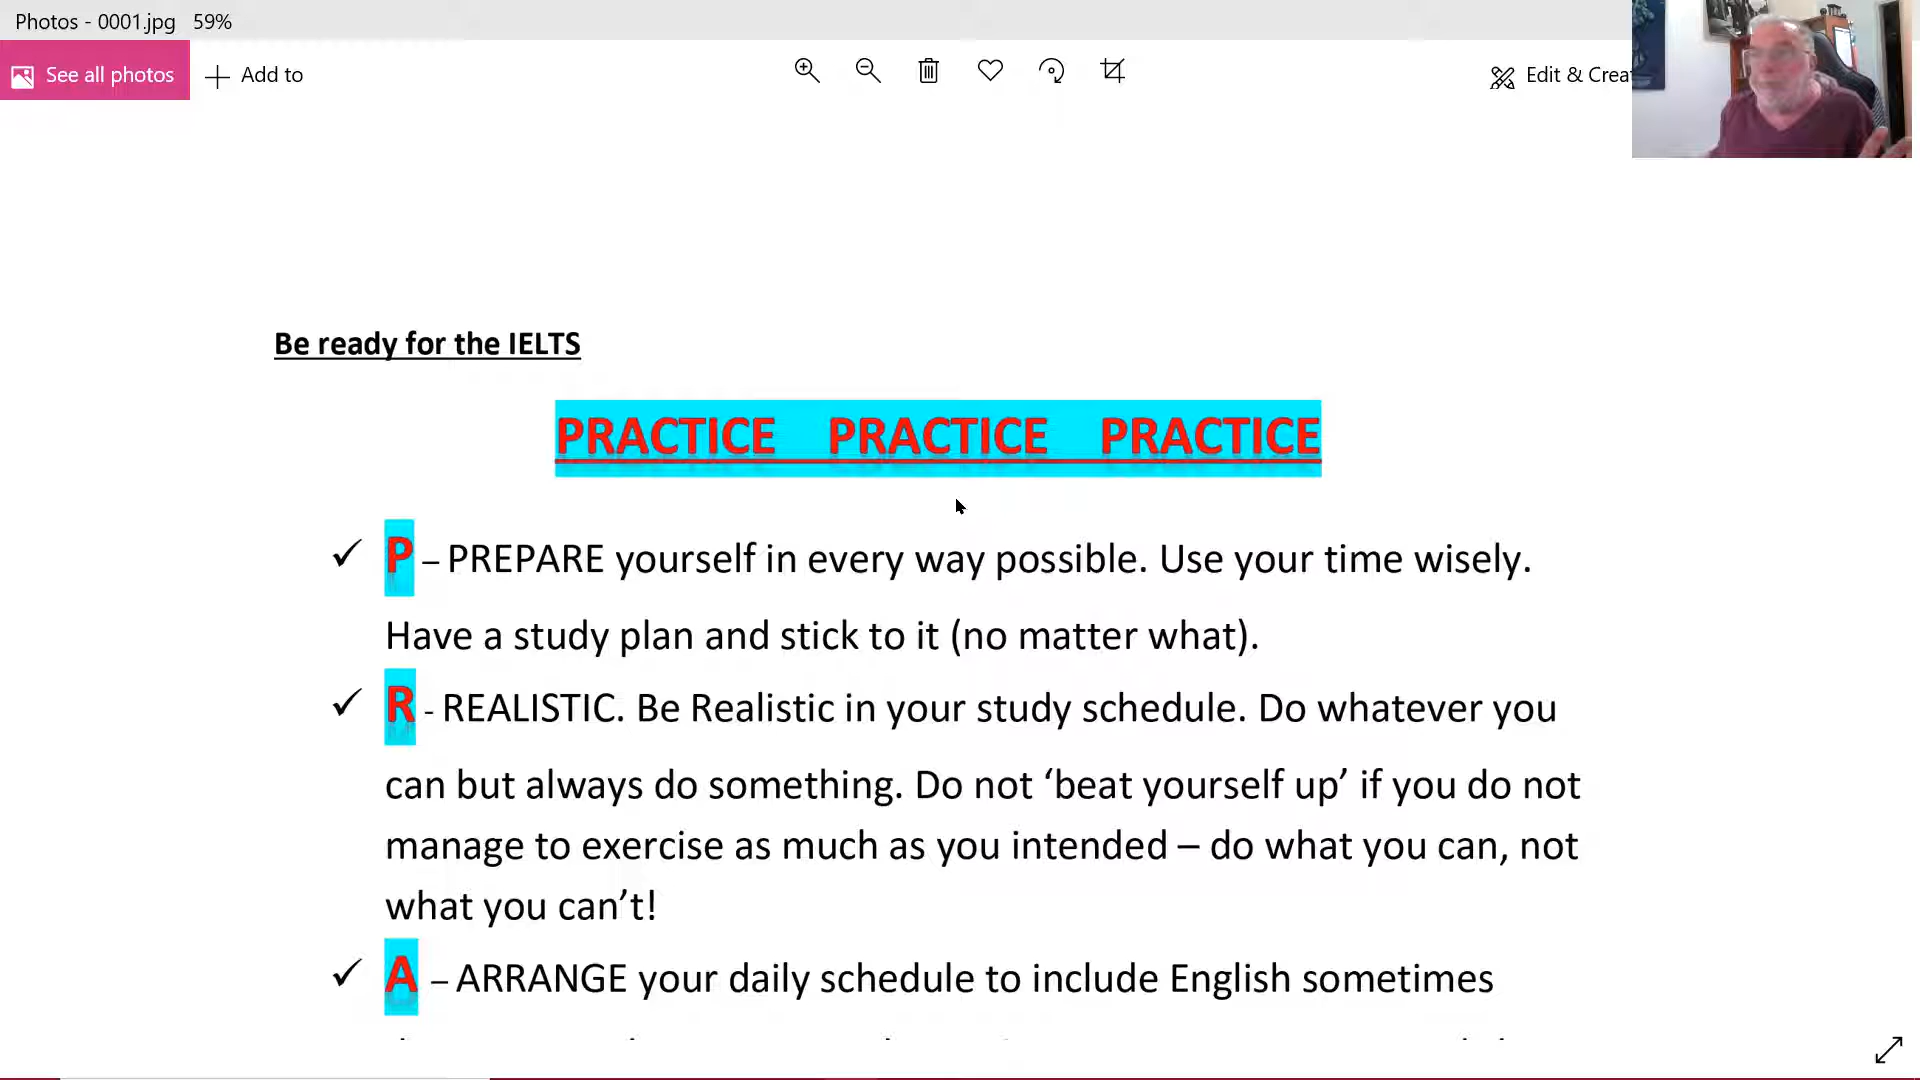 Photos - 0001.jpg   59%
See all photos
Add to
Edit & Crea
Be ready for the IELTS
PRACTICE PRACTICE PRACTICE
✓ P – PREPARE yourself in every way possible. Use your time wisely.
Have a study plan and stick to it (no matter what).
✓ R - REALISTIC. Be Realistic in your study schedule. Do whatever you
can but always do something. Do not ‘beat yourself up’ if you do not
manage to exercise as much as you intended – do what you can, not
what you can’t!
✓ A – ARRANGE your daily schedule to include English sometimes